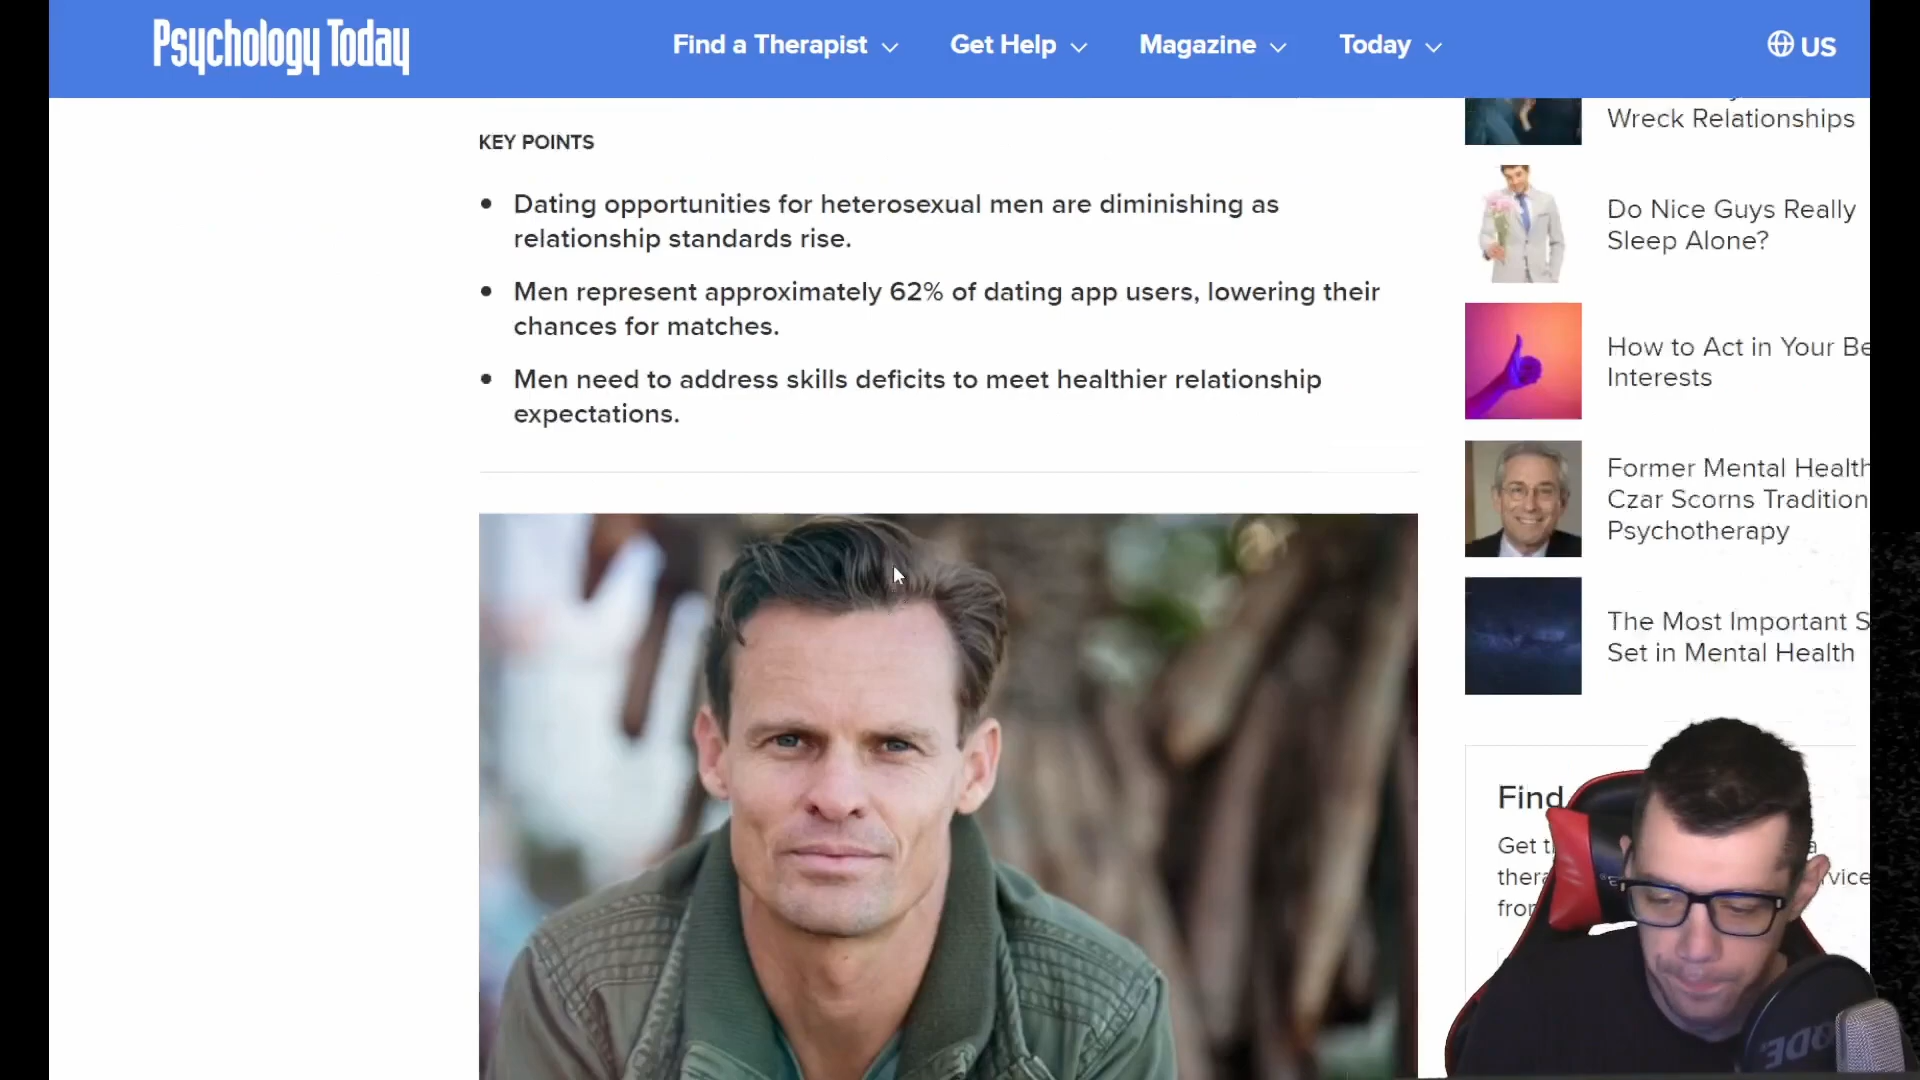 Psychology Today
Find a Therapist
Get Help
Magazine
Today
US
KEY POINTS
Dating opportunities for heterosexual men are diminishing as
relationship standards rise.
Men represent approximately 62% of dating app users, lowering their
chances for matches.
Men need to address skills deficits to meet healthier relationship
expectations.
Wreck Relationships
Do Nice Guys Really
Sleep Alone?
How to Act in Your Be
Interests
Former Mental Health
Czar Scorns Tradition
Psychotherapy
The Most Important S
Set in Mental Health
Find
Get t
thera
vice
from